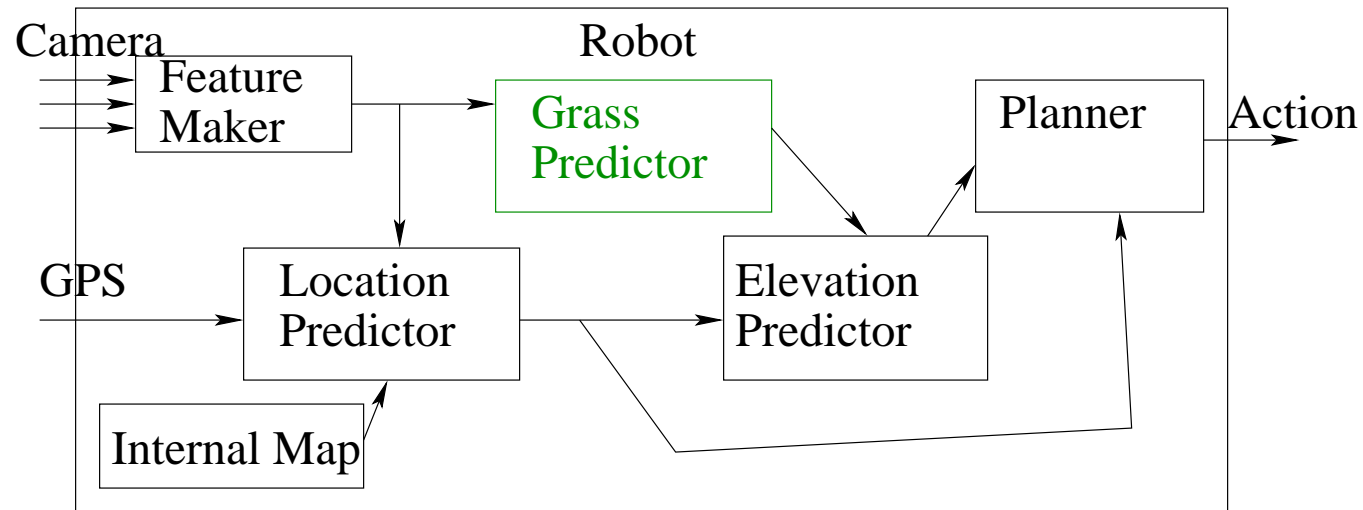 Camera
Robot
Feature
Maker
Grass
Predictor
Planner
Action
GPS
Location
Predictor
Elevation
Predictor
Internal Map